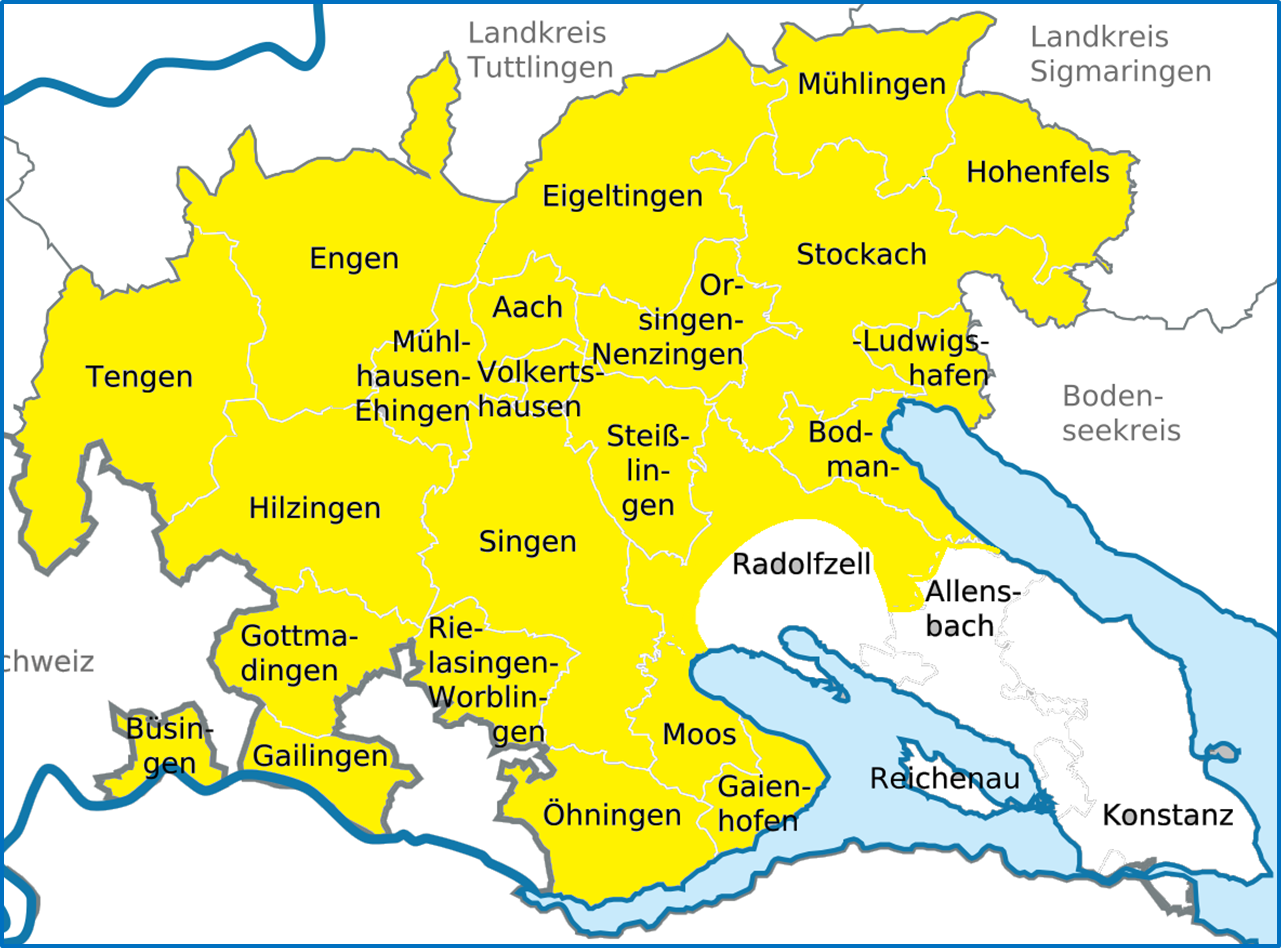 Landkreis
Tuttlingen
Landkreis
Sigmaringen
Mühlingen
Hohenfels
Eigeltingen
Engen
Stockach
Aach
Or-
singen-
Nenzingen
Mühl-
hausen-
Ehingen
Volkerts-
hausen
-Ludwigs-
hafen
Tengen
Boden-
seekreis
Steiß-
lin-
gen
Bod-
man-
Hilzingen
Singen
Radolfzell
Allens-
bach
Gottma-
dingen
Rie-
lasingen-
Worblin-
gen
chweiz
Büsin-
gen
Gailingen
Moos
Gaien-
hofen
Öhningen
Reichenau
Konstanz